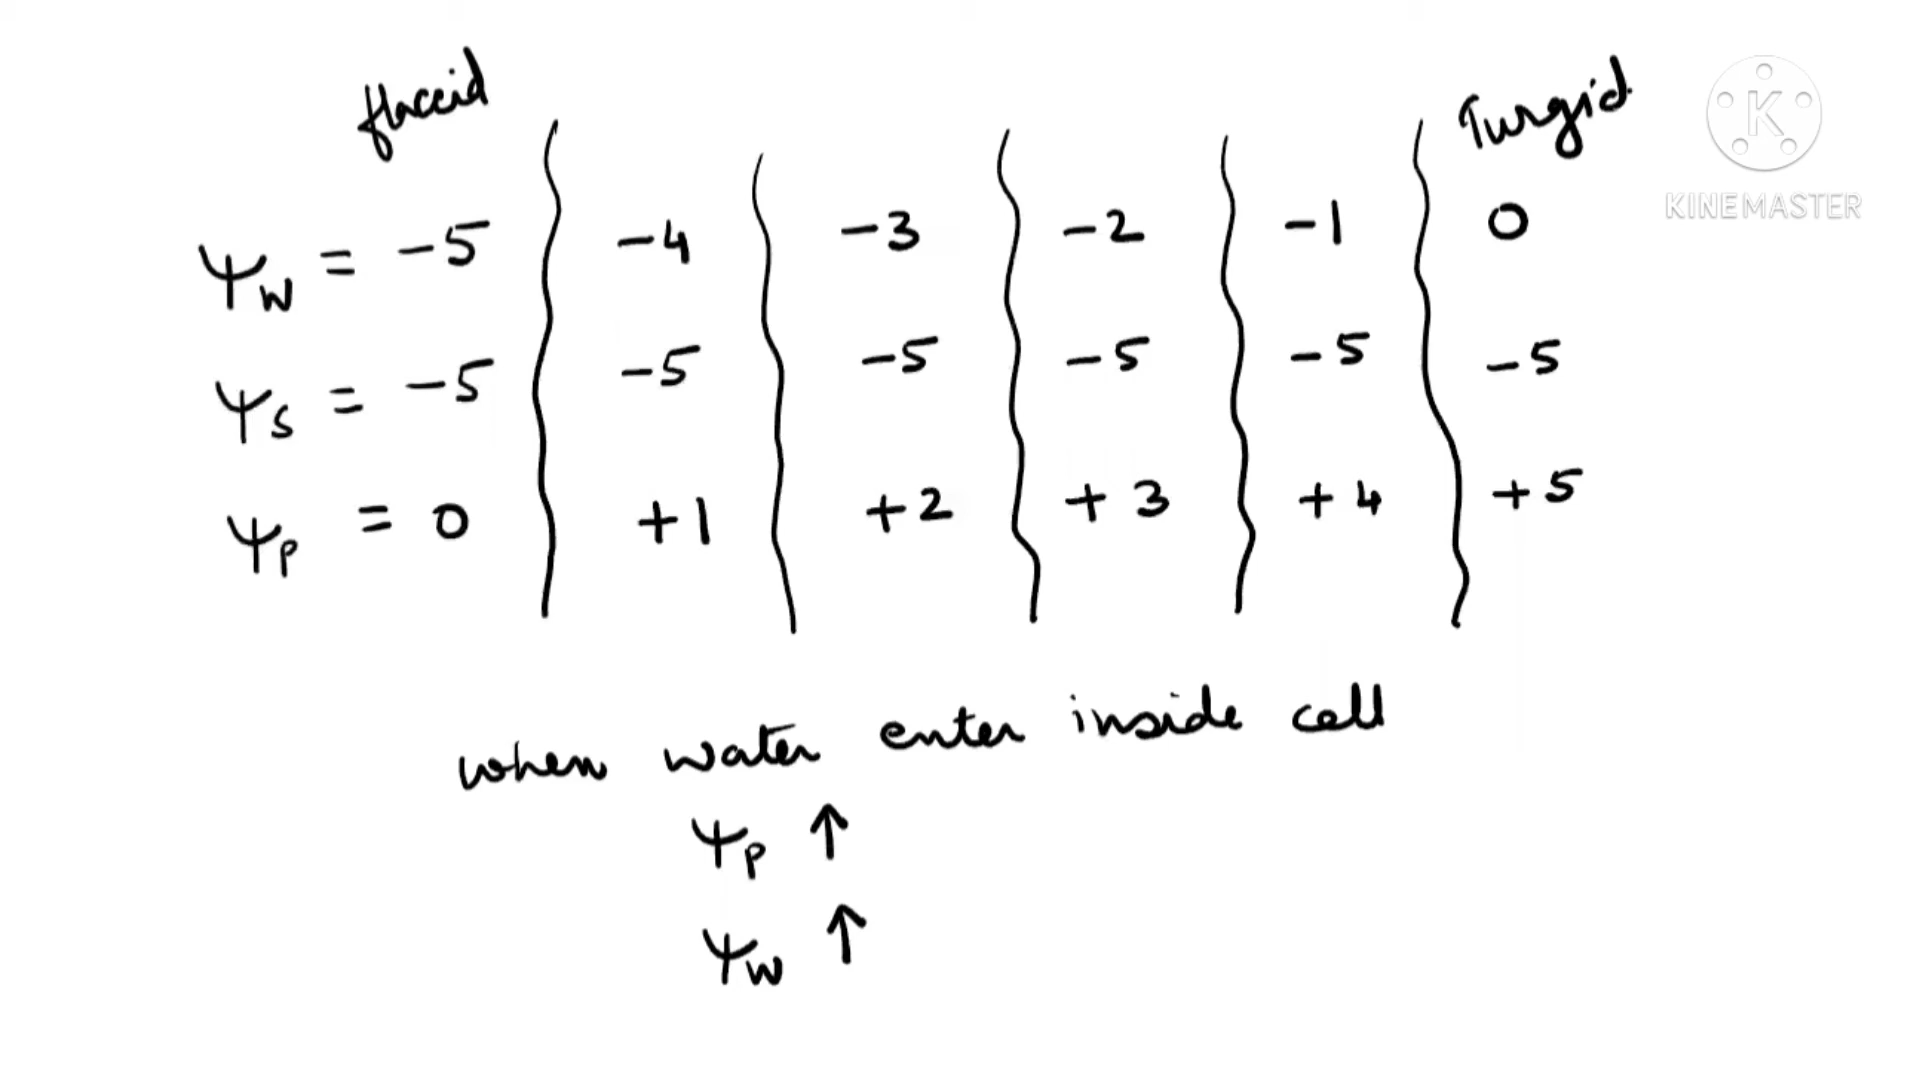 flaccid Turgid
K
KINEMASTER
Ψw = -5 -4 -3 -2 -1 0
Ψs = -5 -5 -5 -5 -5 -5
Ψp = 0 +1 +2 +3 +4 +5
when water enter inside cell
Ψp ↑
Ψw ↑